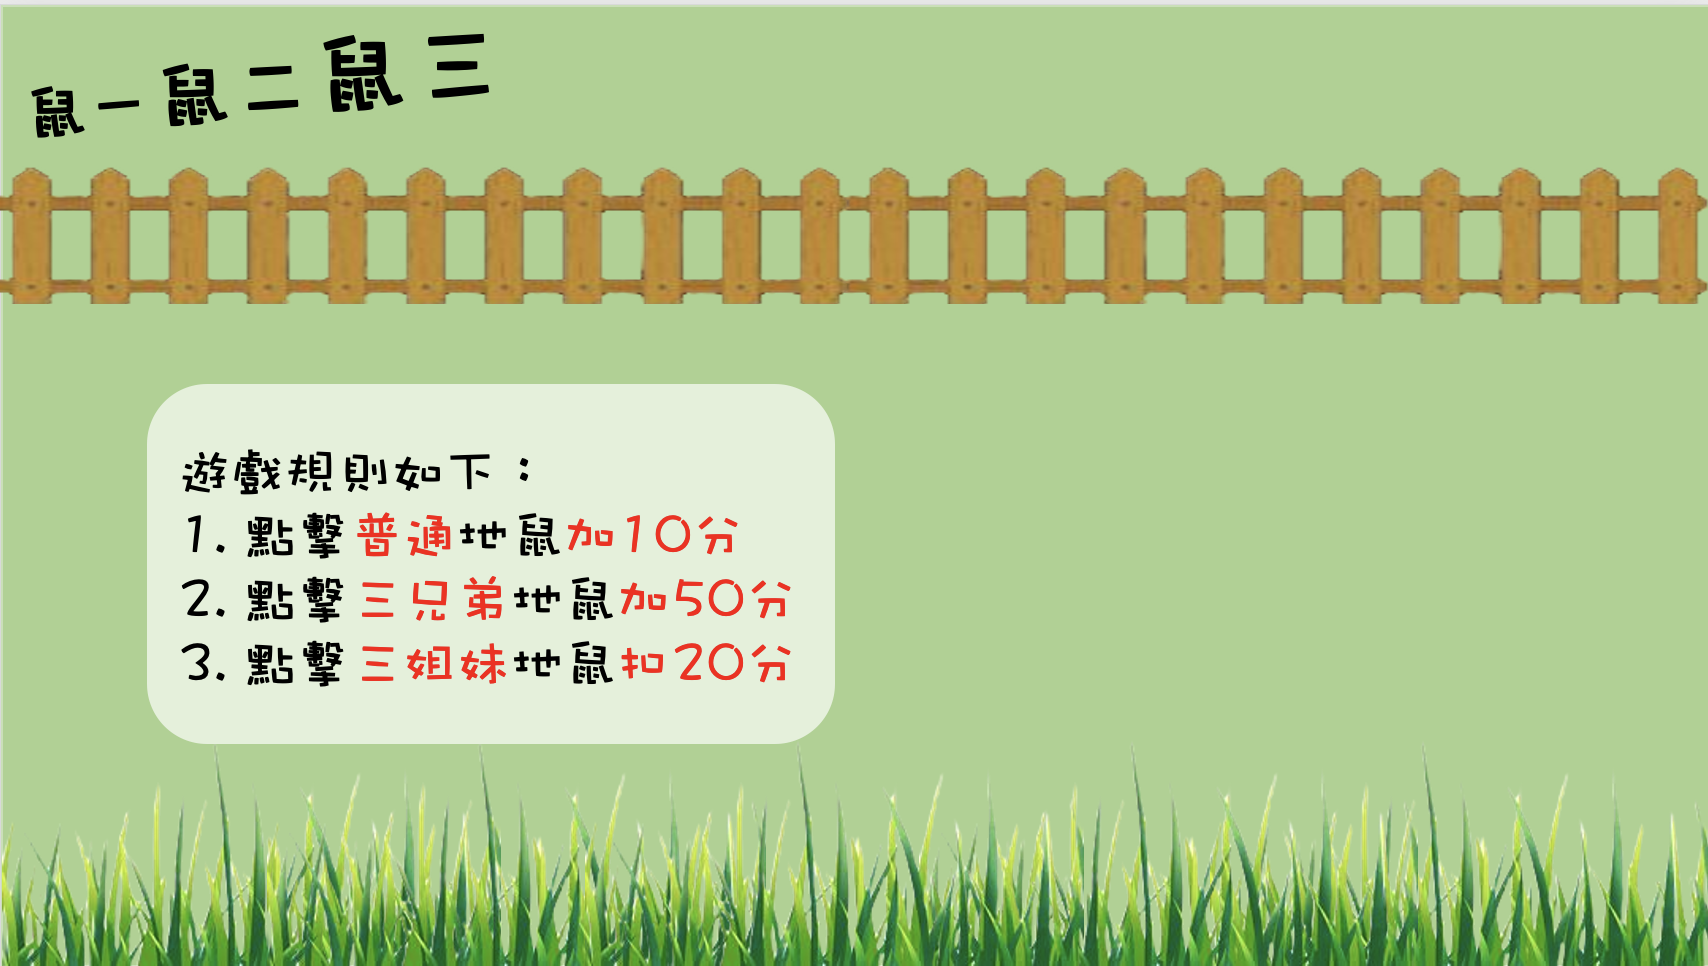 鼠一鼠二鼠三
遊戲規則如下：
1. 點擊普通地鼠加10分
2. 點擊三兄弟地鼠加50分
3. 點擊三姐妹地鼠扣20分